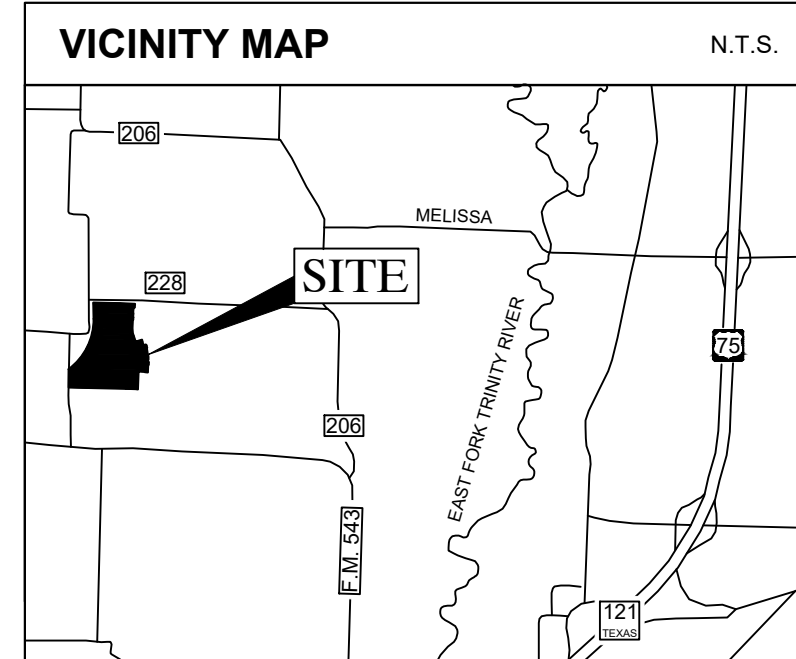 VICINITY MAP
N.T.S.
206
MELISSA
228
SITE
EAST FORK TRINITY RIVER
75
206
F.M. 543
121
TEXAS